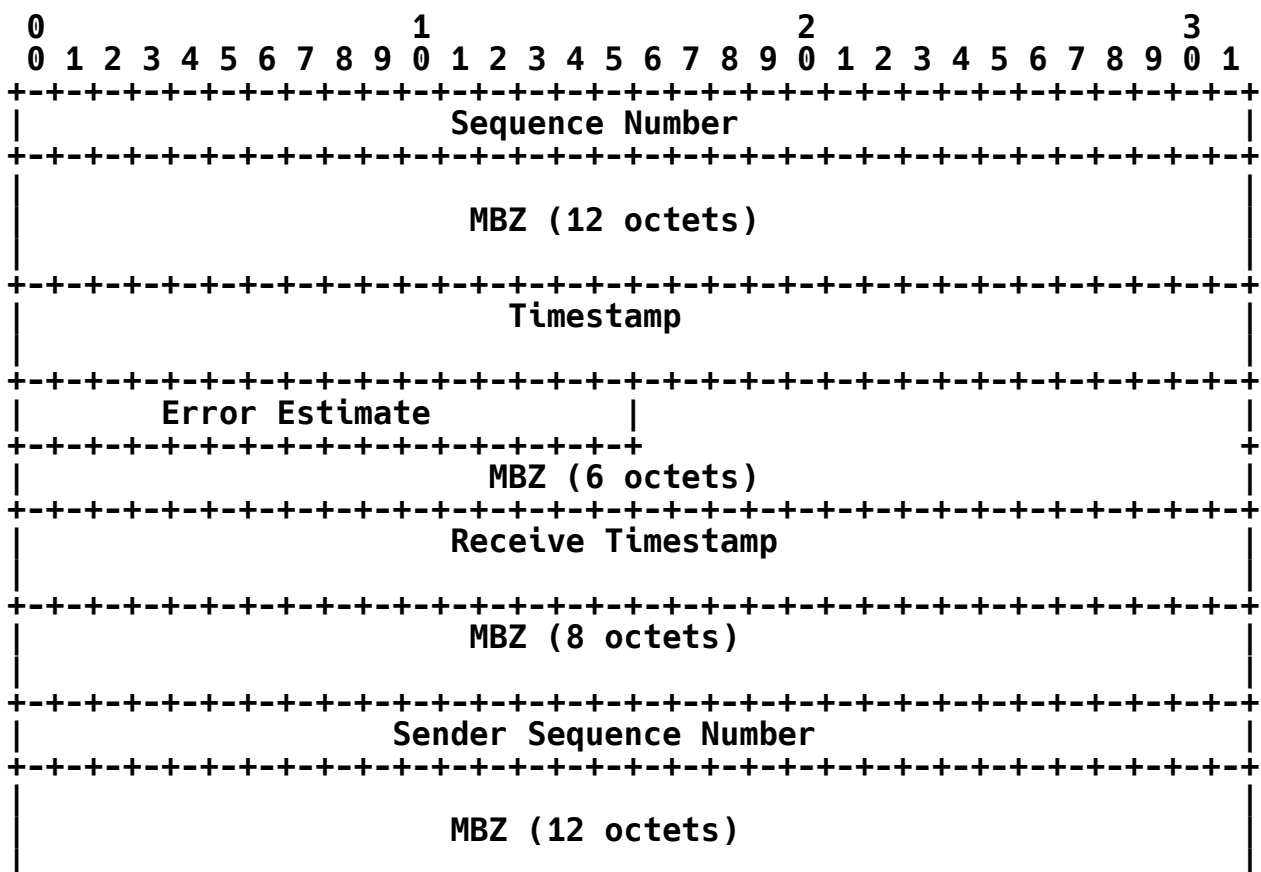 0                   1                   2                   3
 0 1 2 3 4 5 6 7 8 9 0 1 2 3 4 5 6 7 8 9 0 1 2 3 4 5 6 7 8 9 0 1
+-+-+-+-+-+-+-+-+-+-+-+-+-+-+-+-+-+-+-+-+-+-+-+-+-+-+-+-+-+-+-+-+
|                      Sequence Number                          |
+-+-+-+-+-+-+-+-+-+-+-+-+-+-+-+-+-+-+-+-+-+-+-+-+-+-+-+-+-+-+-+-+
|                                                               |
|                       MBZ (12 octets)                         |
|                                                               |
+-+-+-+-+-+-+-+-+-+-+-+-+-+-+-+-+-+-+-+-+-+-+-+-+-+-+-+-+-+-+-+-+
|                         Timestamp                             |
|                                                               |
+-+-+-+-+-+-+-+-+-+-+-+-+-+-+-+-+-+-+-+-+-+-+-+-+-+-+-+-+-+-+-+-+
|       Error Estimate          |                               |
+-+-+-+-+-+-+-+-+-+-+-+-+-+-+-+-+                               +
|                        MBZ (6 octets)                         |
+-+-+-+-+-+-+-+-+-+-+-+-+-+-+-+-+-+-+-+-+-+-+-+-+-+-+-+-+-+-+-+-+
|                      Receive Timestamp                        |
|                                                               |
+-+-+-+-+-+-+-+-+-+-+-+-+-+-+-+-+-+-+-+-+-+-+-+-+-+-+-+-+-+-+-+-+
|                       MBZ (8 octets)                          |
|                                                               |
+-+-+-+-+-+-+-+-+-+-+-+-+-+-+-+-+-+-+-+-+-+-+-+-+-+-+-+-+-+-+-+-+
|                   Sender Sequence Number                      |
+-+-+-+-+-+-+-+-+-+-+-+-+-+-+-+-+-+-+-+-+-+-+-+-+-+-+-+-+-+-+-+-+
|                                                               |
|                      MBZ (12 octets)                          |
|                                                               |